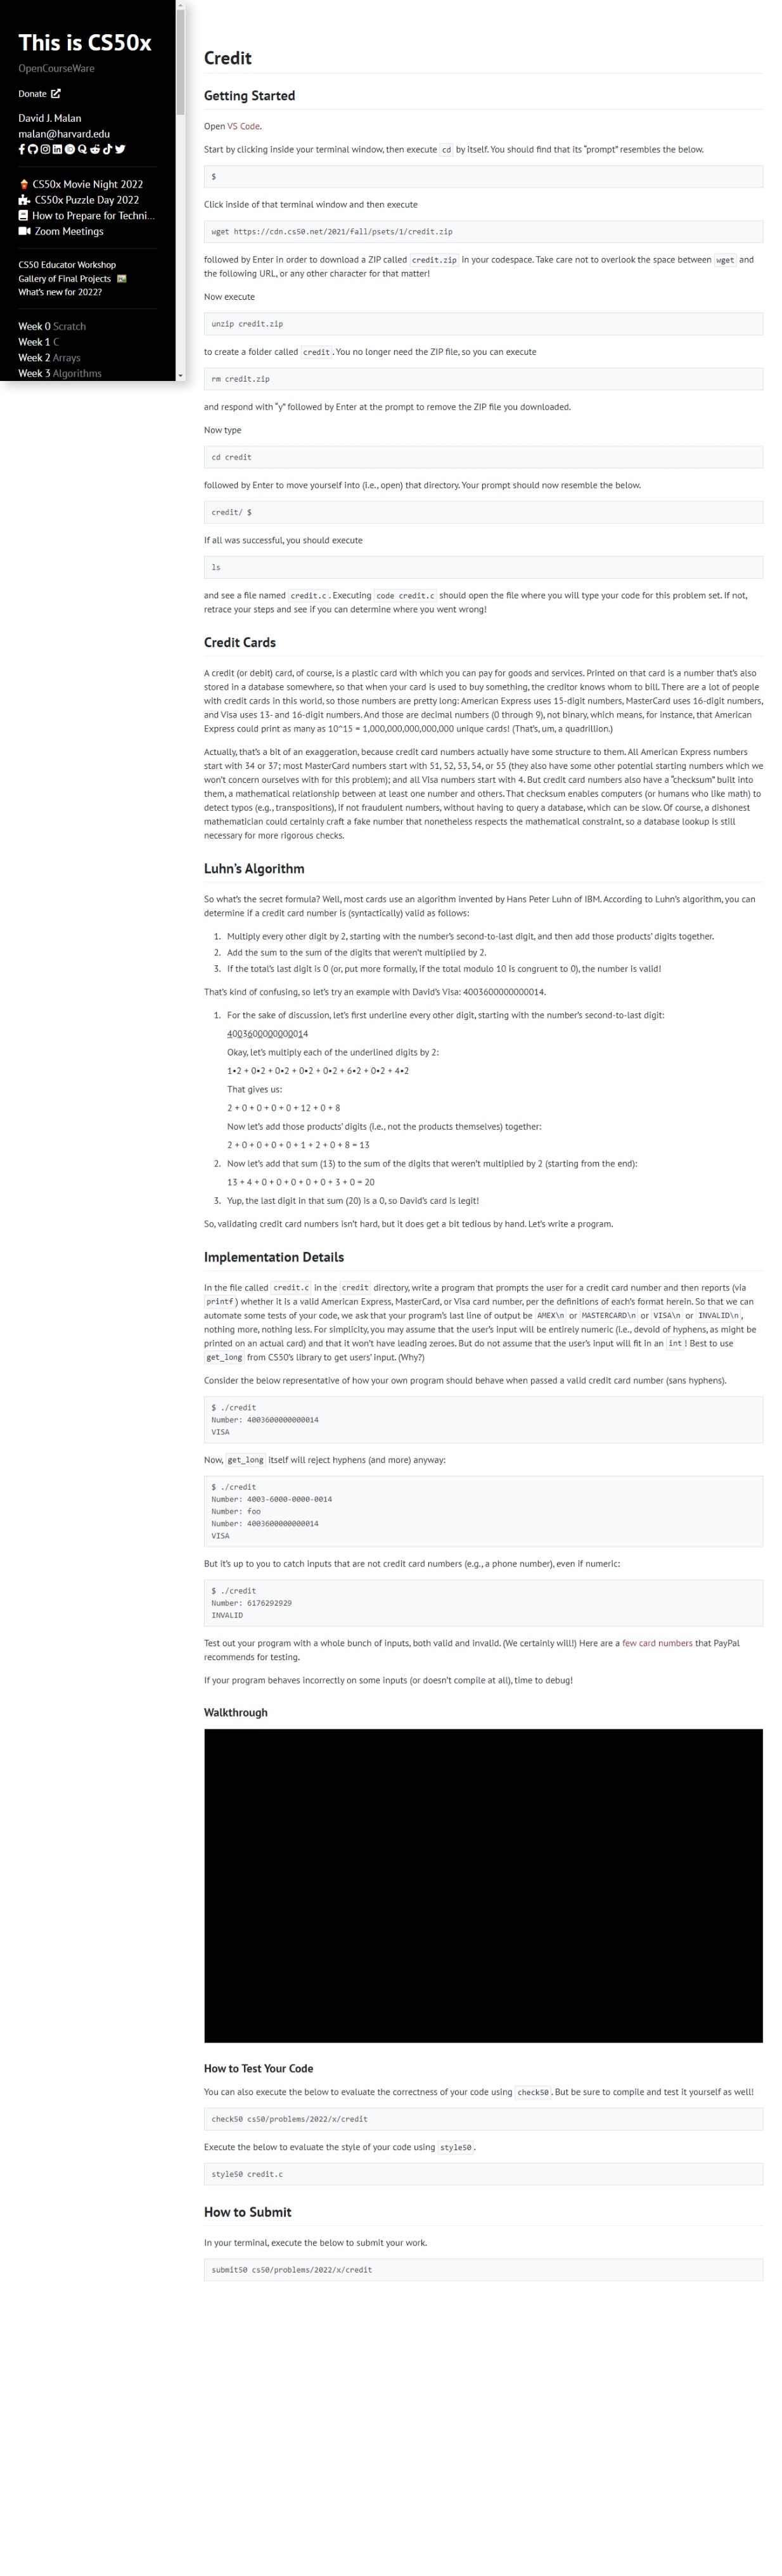 This is CS50x
OpenCourseWare
Donate
David J. Malan
malan@harvard.edu
CS50x Movie Night 2022
CS50x Puzzle Day 2022
How to Prepare for Techni…
Zoom Meetings
CS50 Educator Workshop
Gallery of Final Projects
What's new for 2022?
Week 0 Scratch
Week 1 C
Week 2 Arrays
Week 3 Algorithms
Credit
Getting Started
Open VS Code.
Start by clicking inside your terminal window, then execute cd by itself. You should find that its “prompt” resembles the below.
$
Click inside of that terminal window and then execute
wget https://cdn.cs50.net/2021/fall/psets/1/credit.zip
followed by Enter in order to download a ZIP called credit.zip in your codespace. Take care not to overlook the space between wget and
the following URL, or any other character for that matter!
Now execute
unzip credit.zip
to create a folder called credit. You no longer need the ZIP file, so you can execute
rm credit.zip
and respond with “y” followed by Enter at the prompt to remove the ZIP file you downloaded.
Now type
cd credit
followed by Enter to move yourself into (i.e., open) that directory. Your prompt should now resemble the below.
credit/ $
If all was successful, you should execute
ls
and see a file named credit.c. Executing code credit.c should open the file where you will type your code for this problem set. If not,
retrace your steps and see if you can determine where you went wrong!
Credit Cards
A credit (or debit) card, of course, is a plastic card with which you can pay for goods and services. Printed on that card is a number that's also
stored in a database somewhere, so that when your card is used to buy something, the creditor knows whom to bill. There are a lot of people
with credit cards in this world, so those numbers are pretty long: American Express uses 15-digit numbers, MasterCard uses 16-digit numbers,
and Visa uses 13- and 16-digit numbers. And those are decimal numbers (0 through 9), not binary, which means, for instance, that American
Express could print as many as 10^15 = 1,000,000,000,000,000 unique cards! (That's, um, a quadrillion.)
Actually, that's a bit of an exaggeration, because credit card numbers actually have some structure to them. All American Express numbers
start with 34 or 37; most MasterCard numbers start with 51, 52, 53, 54, or 55 (they also have some other potential starting numbers which we
won't concern ourselves with for this problem); and all Visa numbers start with 4. But credit card numbers also have a “checksum” built into
them, a mathematical relationship between at least one number and others. That checksum enables computers (or humans who like math) to
detect typos (e.g., transpositions), if not fraudulent numbers, without having to query a database, which can be slow. Of course, a dishonest
mathematician could certainly craft a fake number that nonetheless respects the mathematical constraint, so a database lookup is still
necessary for more rigorous checks.
Luhn's Algorithm
So what's the secret formula? Well, most cards use an algorithm invented by Hans Peter Luhn of IBM. According to Luhn's algorithm, you can
determine if a credit card number is (syntactically) valid as follows:
1. Multiply every other digit by 2, starting with the number's second-to-last digit, and then add those products' digits together.
2. Add the sum to the sum of the digits that weren't multiplied by 2.
3. If the total's last digit is 0 (or, put more formally, if the total modulo 10 is congruent to 0), the number is valid!
That's kind of confusing, so let's try an example with David's Visa: 4003600000000014.
1. For the sake of discussion, let's first underline every other digit, starting with the number's second-to-last digit:
4003600000000014
Okay, let's multiply each of the underlined digits by 2:
1•2 + 0•2 + 0•2 + 0•2 + 0•2 + 6•2 + 0•2 + 4•2
That gives us:
2 + 0 + 0 + 0 + 0 + 12 + 0 + 8
Now let's add those products' digits (i.e., not the products themselves) together:
2 + 0 + 0 + 0 + 0 + 1 + 2 + 0 + 8 = 13
2. Now let's add that sum (13) to the sum of the digits that weren't multiplied by 2 (starting from the end):
13 + 4 + 0 + 0 + 0 + 0 + 0 + 3 + 0 = 20
3. Yup, the last digit in that sum (20) is a 0, so David's card is legit!
So, validating credit card numbers isn't hard, but it does get a bit tedious by hand. Let's write a program.
Implementation Details
In the file called credit.c in the credit directory, write a program that prompts the user for a credit card number and then reports (via
printf) whether it is a valid American Express, MasterCard, or Visa card number, per the definitions of each's format herein. So that we can
automate some tests of your code, we ask that your program's last line of output be AMEX\n or MASTERCARD\n or VISA\n or INVALID\n,
nothing more, nothing less. For simplicity, you may assume that the user's input will be entirely numeric (i.e., devoid of hyphens, as might be
printed on an actual card) and that it won't have leading zeroes. But do not assume that the user's input will fit in an int! Best to use
get_long from CS50's library to get users' input. (Why?)
Consider the below representative of how your own program should behave when passed a valid credit card number (sans hyphens).
$ ./credit
Number: 4003600000000014
VISA
Now, get_long itself will reject hyphens (and more) anyway:
$ ./credit
Number: 4003-6000-0000-0014
Number: foo
Number: 4003600000000014
VISA
But it's up to you to catch inputs that are not credit card numbers (e.g., a phone number), even if numeric:
$ ./credit
Number: 6176292929
INVALID
Test out your program with a whole bunch of inputs, both valid and invalid. (We certainly will!) Here are a few card numbers that PayPal
recommends for testing.
If your program behaves incorrectly on some inputs (or doesn't compile at all), time to debug!
Walkthrough
How to Test Your Code
You can also execute the below to evaluate the correctness of your code using check50. But be sure to compile and test it yourself as well!
check50 cs50/problems/2022/x/credit
Execute the below to evaluate the style of your code using style50.
style50 credit.c
How to Submit
In your terminal, execute the below to submit your work.
submit50 cs50/problems/2022/x/credit